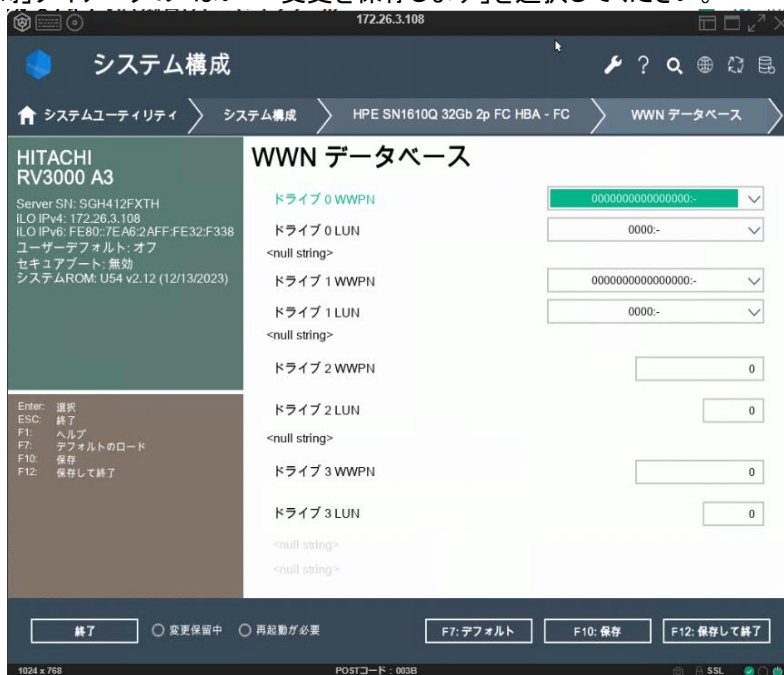 172.26.3.108
システム構成
システムユーティリティ
システム構成
HPE SN1610Q 32Gb 2p FC HBA - FC
WWN データベース
HITACHI
RV3000 A3
Server SN: SGH412FXTH
iLO IPv4: 172.26.3.108
iLO IPv6: FE80::7EA6:2AFF:FE32:F338
ユーザーデフォルト: オフ
セキュアブート: 無効
システムROM: U54 v2.12 (12/13/2023)
Enter: 選択
ESC: 終了
F1: ヘルプ
F7: デフォルトのロード
F10: 保存
F12: 保存して終了
WWN データベース
ドライブ 0 WWPN 0000000000000000:-
ドライブ 0 LUN 0000:-
<null string>
ドライブ 1 WWPN 0000000000000000:-
ドライブ 1 LUN 0000:-
<null string>
ドライブ 2 WWPN 0
ドライブ 2 LUN 0
<null string>
ドライブ 3 WWPN 0
ドライブ 3 LUN 0
<null string>
<null string>
終了
変更保留中
再起動が必要
F7: デフォルト
F10: 保存
F12: 保存して終了
1024 x 768
POSTコード : 003B
SSL